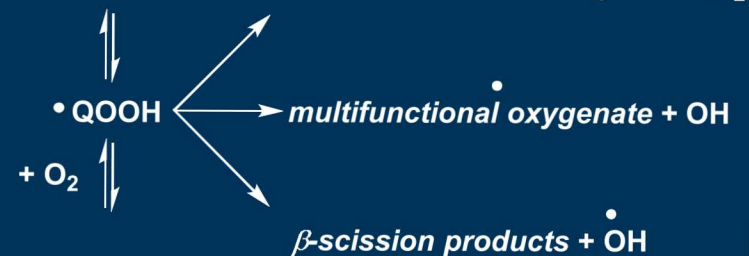 • QOOH
multifunctional oxygenate + OH
+ O₂
β-scission products + OH